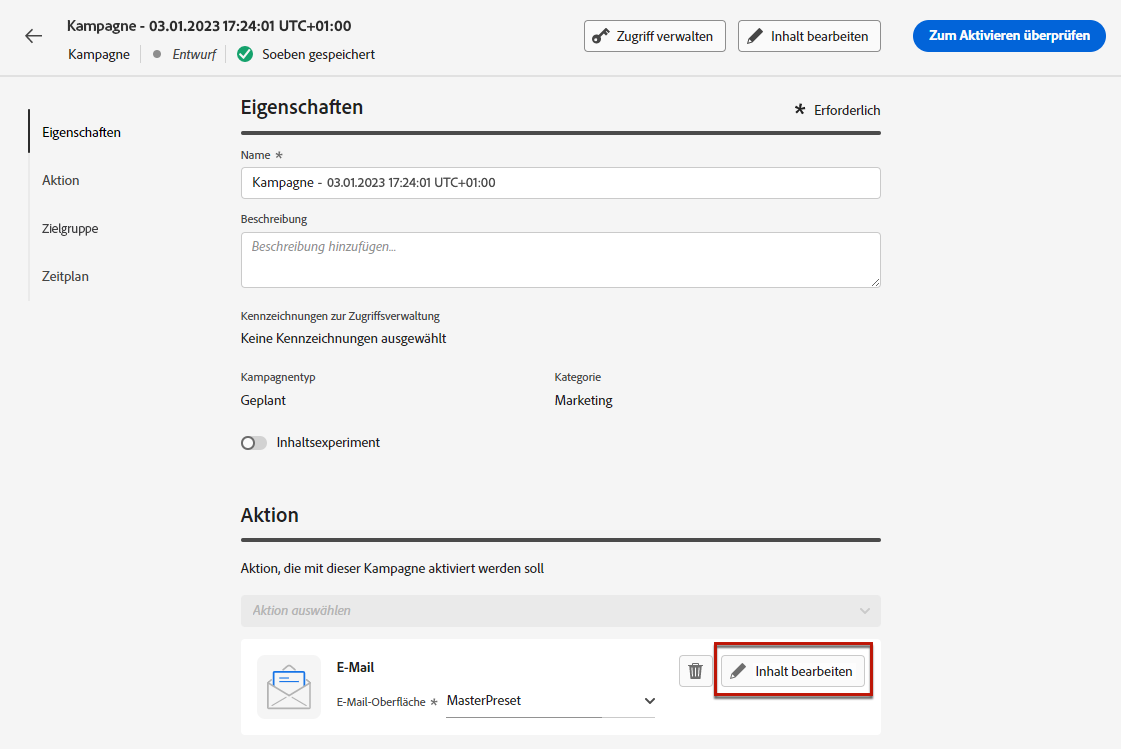 Kampagne - 03.01.2023 17:24:01 UTC+01:00
Kampagne
Entwurf
Soeben gespeichert
Zugriff verwalten
Inhalt bearbeiten
Zum Aktivieren überprüfen
Eigenschaften
Aktion
Zielgruppe
Zeitplan
Eigenschaften
* Erforderlich
Name *
Kampagne - 03.01.2023 17:24:01 UTC+01:00
Beschreibung
Beschreibung hinzufügen...
Kennzeichnungen zur Zugriffsverwaltung
Keine Kennzeichnungen ausgewählt
Kampagnentyp
Geplant
Kategorie
Marketing
Inhaltsexperiment
Aktion
Aktion, die mit dieser Kampagne aktiviert werden soll
Aktion auswählen
E-Mail
E-Mail-Oberfläche * MasterPreset
Inhalt bearbeiten